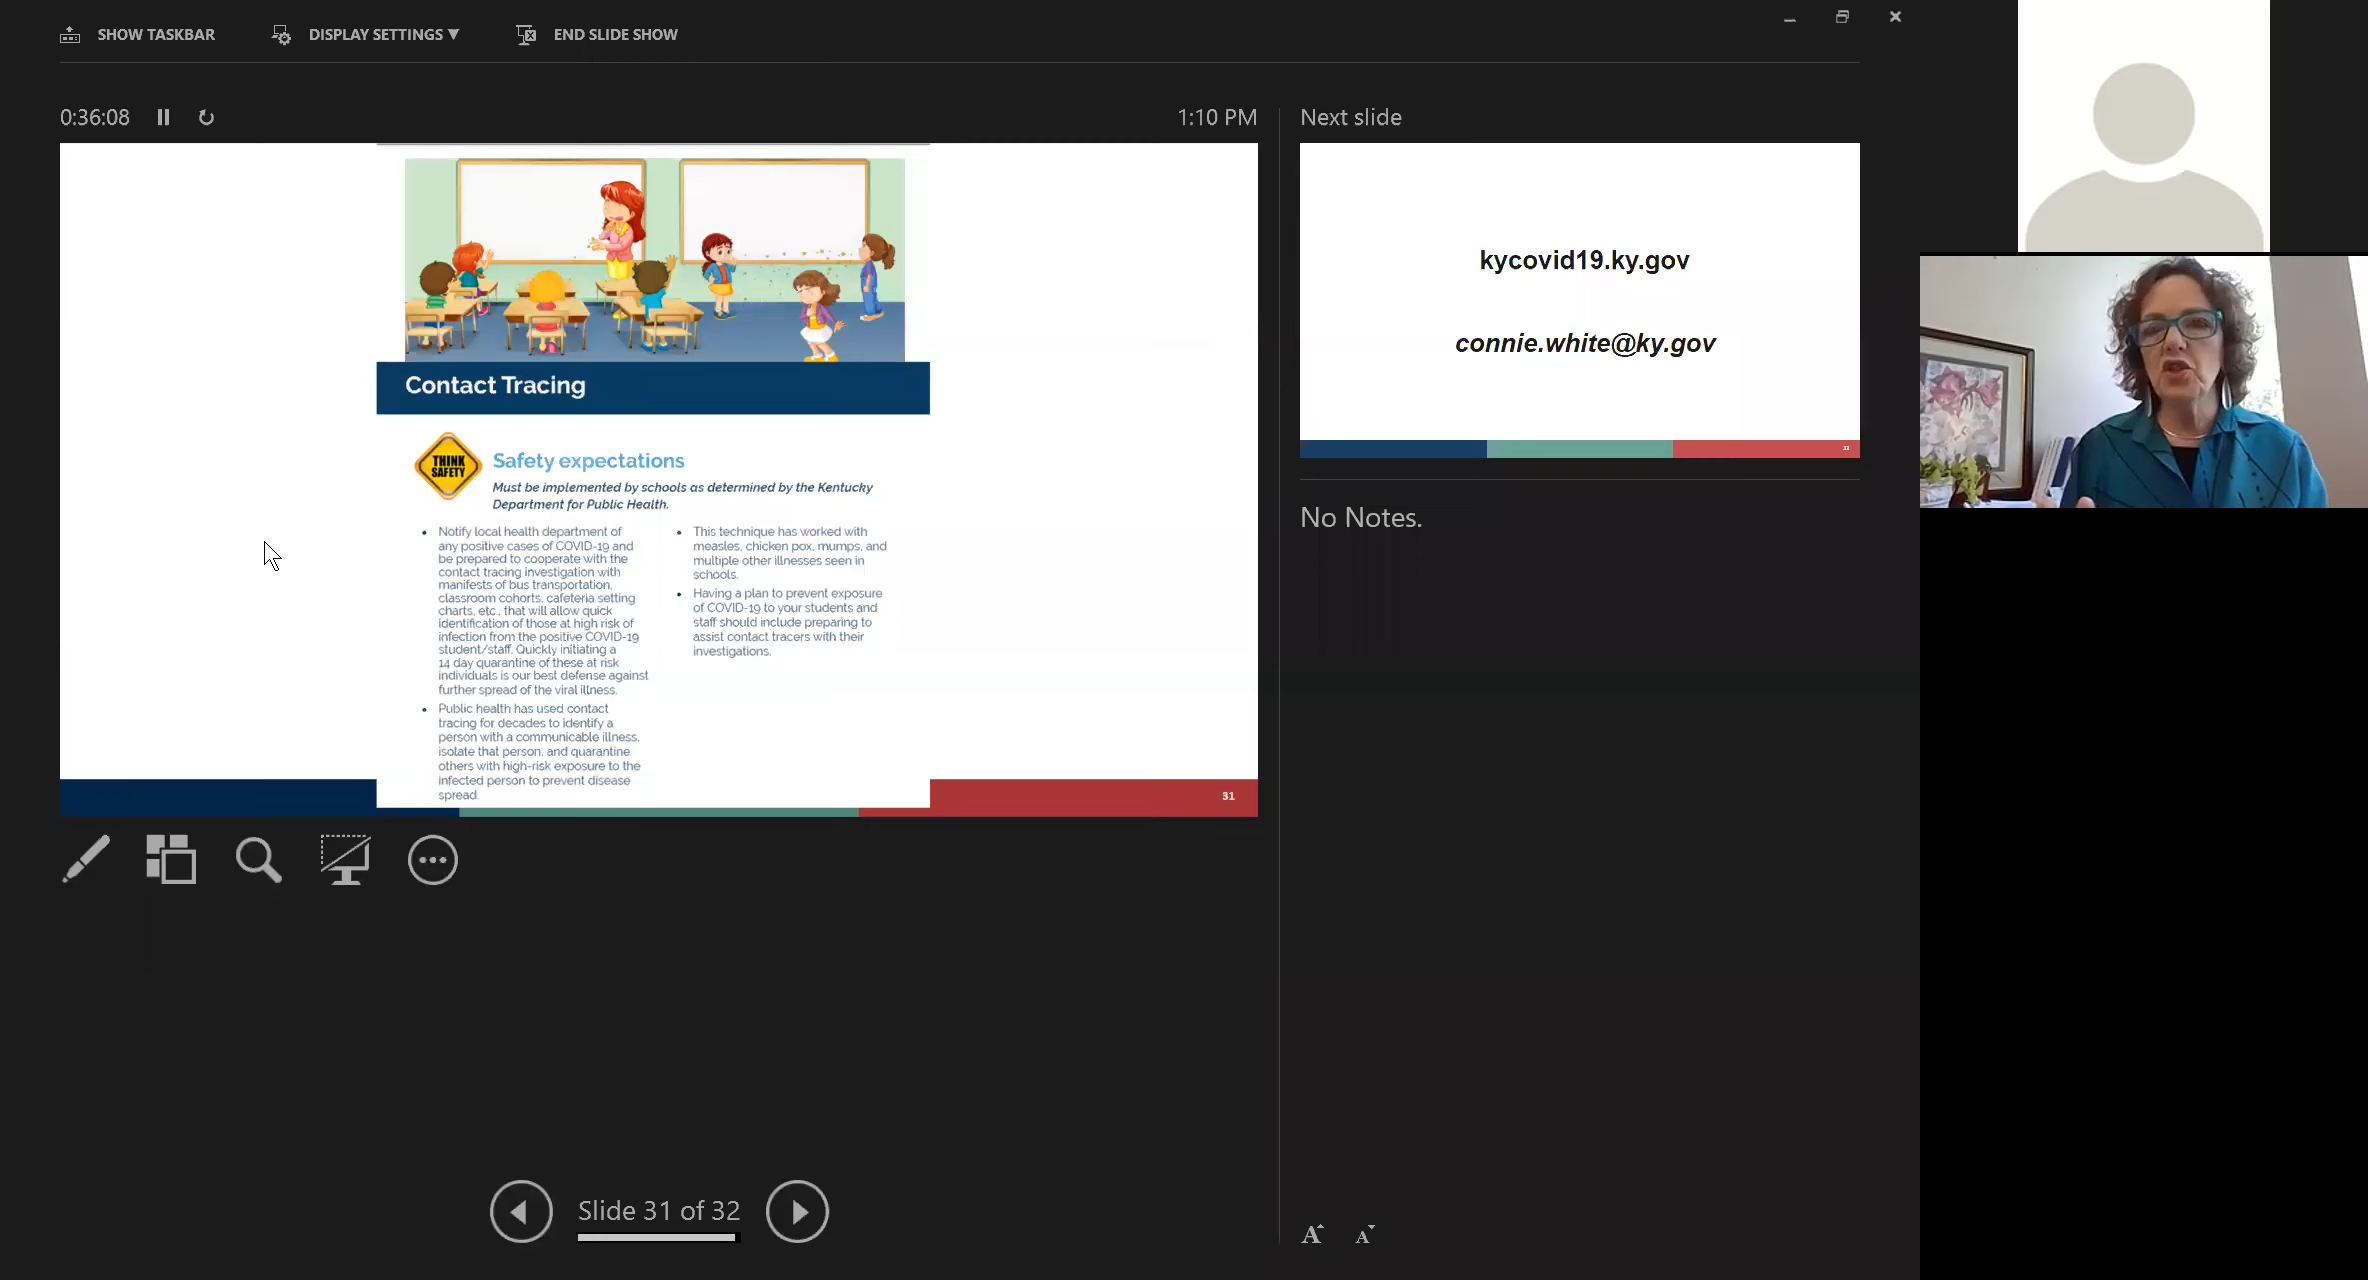 SHOW TASKBAR
DISPLAY SETTINGS ▼
END SLIDE SHOW
0:36:08
1:10 PM
Contact Tracing
THINK
SAFETY
Safety expectations
Must be implemented by schools as determined by the Kentucky
Department for Public Health.
• Notify local health department of
any positive cases of COVID-19 and
be prepared to cooperate with the
contact tracing investigation with
manifests of bus transportation,
classroom cohorts, cafeteria setting
charts, etc., that will allow quick
identification of those at high risk of
infection from the positive COVID-19
student/staff. Quickly initiating a
14 day quarantine of these at risk
individuals is our best defense against
further spread of the viral illness.
• Public health has used contact
tracing for decades to identify a
person with a communicable illness,
isolate that person, and quarantine
others with high-risk exposure to the
infected person to prevent disease
spread.
• This technique has worked with
measles, chicken pox, mumps, and
multiple other illnesses seen in
schools.
• Having a plan to prevent exposure
of COVID-19 to your students and
staff should include preparing to
assist contact tracers with their
investigations.
31
Next slide
kycovid19.ky.gov
connie.white@ky.gov
32
No Notes.
Slide 31 of 32
A A